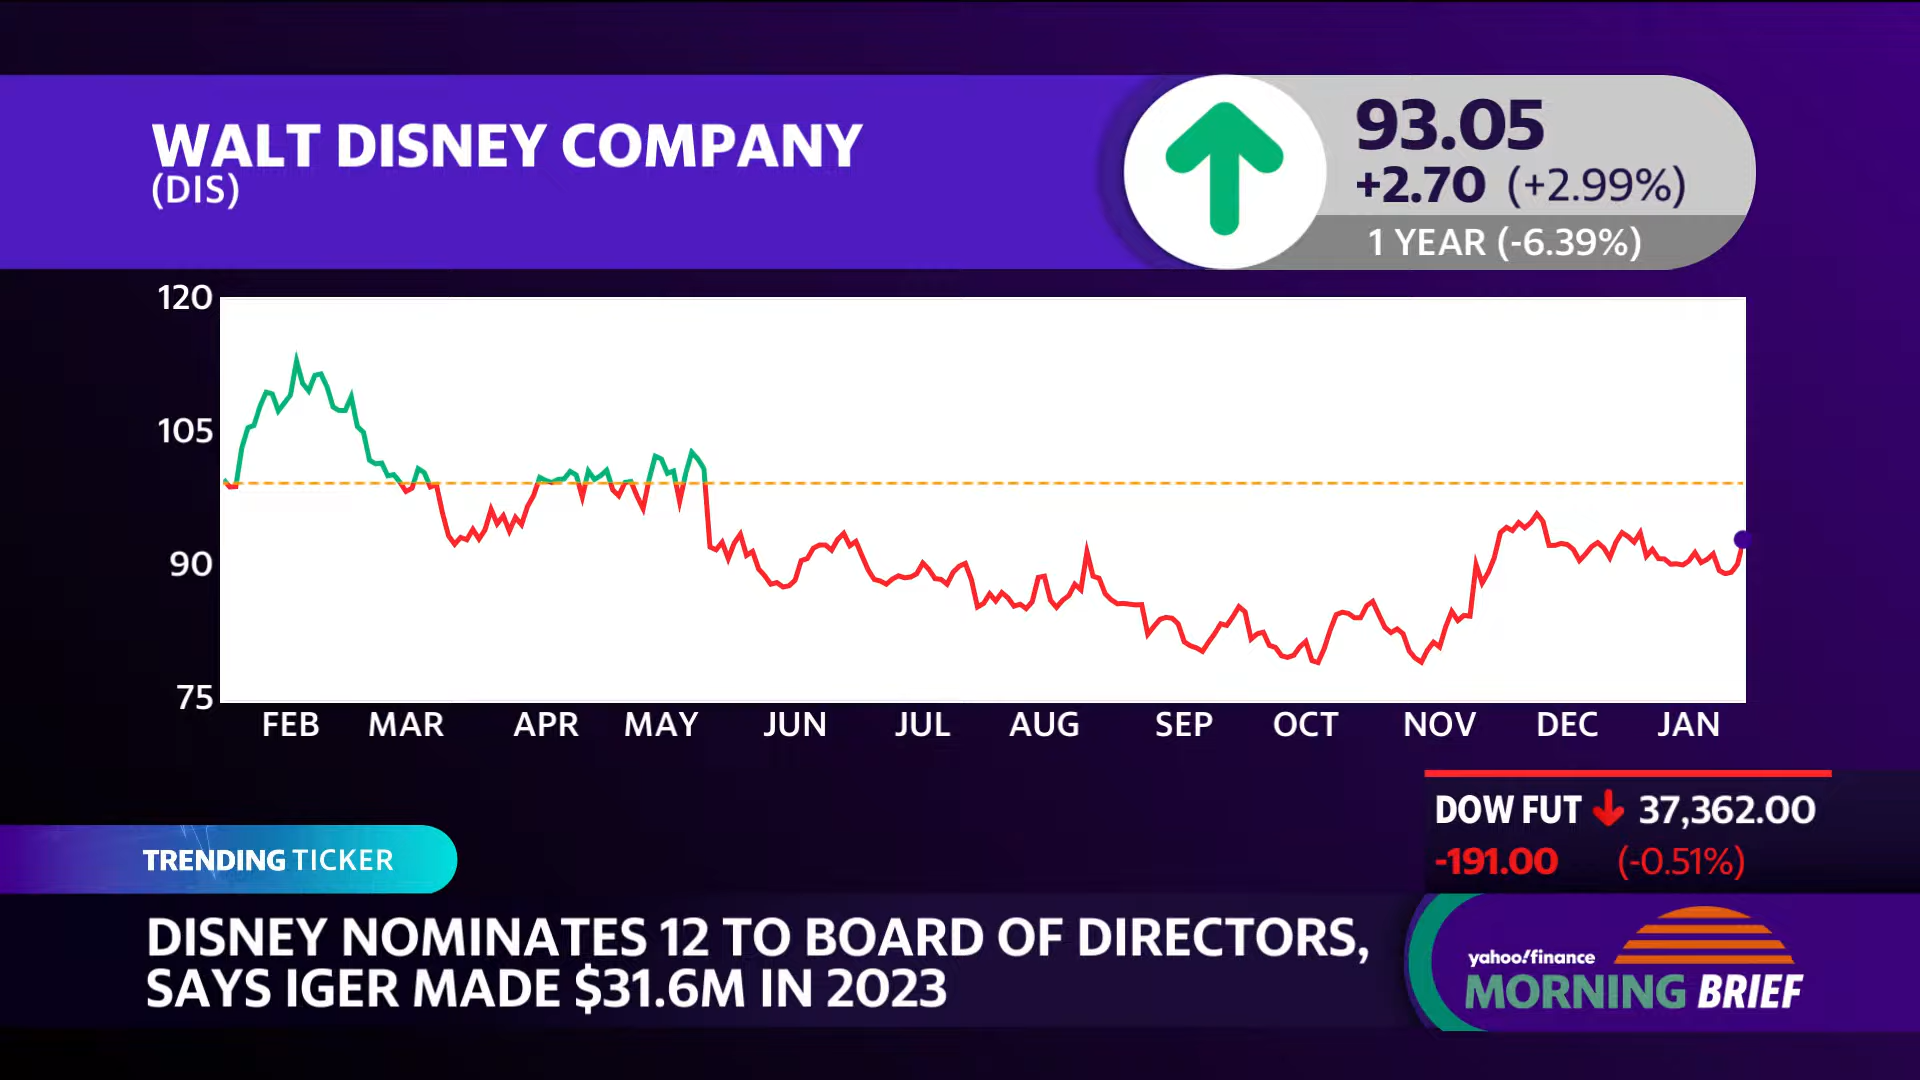 WALT DISNEY COMPANY
(DIS)
93.05
+2.70 (+2.99%)
1 YEAR (-6.39%)
120
105
90
75
FEB MAR APR MAY JUN JUL AUG SEP OCT NOV DEC JAN
DOW FUT 37,362.00
-191.00 (-0.51%)
TRENDING TICKER
DISNEY NOMINATES 12 TO BOARD OF DIRECTORS,
SAYS IGER MADE $31.6M IN 2023
yahoo!finance
MORNING BRIEF